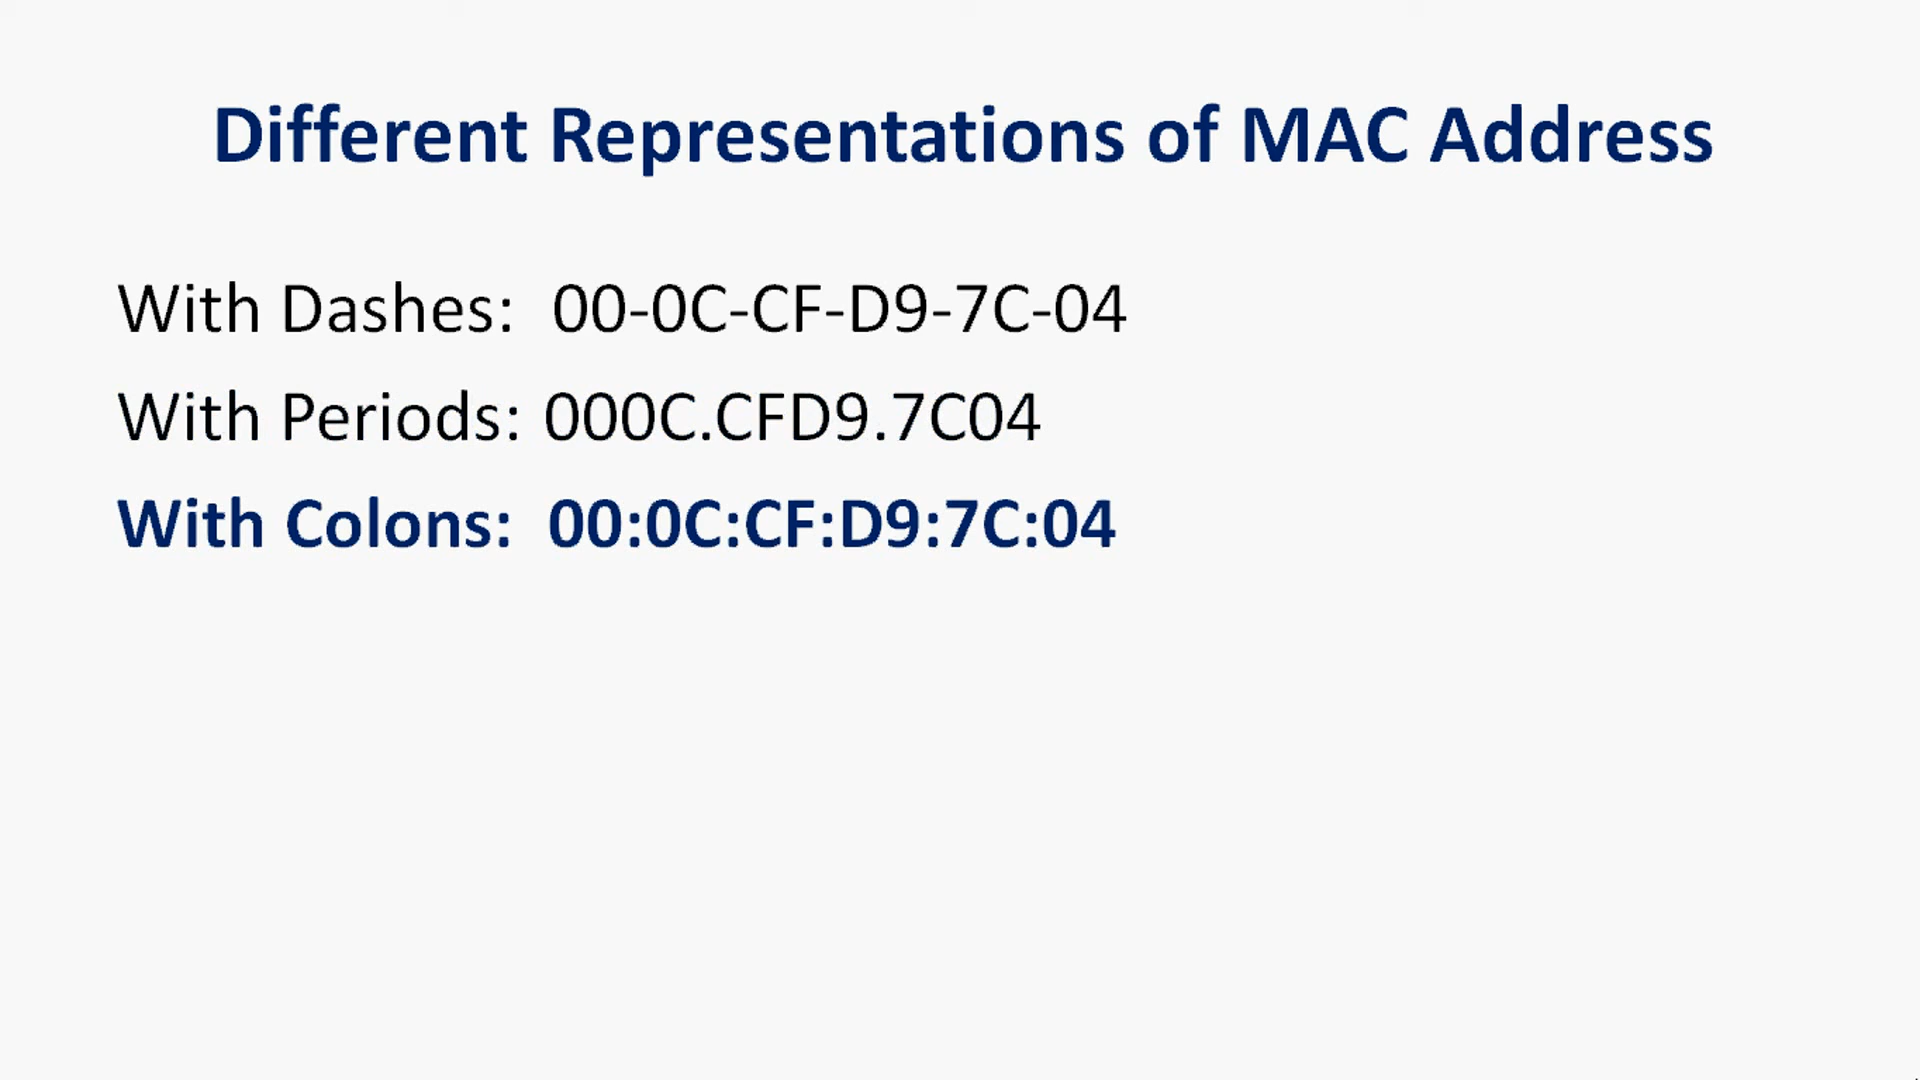 Different Representations of MAC Address
With Dashes: 00-0C-CF-D9-7C-04
With Periods: 000C.CFD9.7C04
With Colons: 00:0C:CF:D9:7C:04